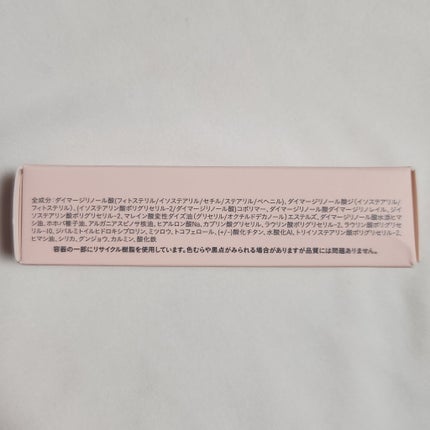 全成分：ダイマージリノール酸(フィトステリル/イソステアリル/セチル/ステアリル/ベヘニル)、ダイマージリノール酸ジ(イソステアリル/
フィトステリル)、(イソステアリン酸ポリグリセリル-2/ダイマージリノール酸)コポリマー、ダイマージリノール酸ダイマージリノレイル、ジイ
ソステアリン酸ポリグリセリル-2、マレイン酸変性ダイズ油(グリセリル/オクチルドデカノール)エステルズ、ダイマージリノール酸水添ヒマ
シ油、ホホバ種子油、アルガニアスピノサ核油、ヒアルロン酸Na、カプリン酸グリセリル、ラウリン酸ポリグリセリル-2、ラウリン酸ポリグリセ
リル-10、ジパルミトイルヒドロキシプロリン、ミツロウ、トコフェロール、(+/-)酸化チタン、水酸化Al、トリイソステアリン酸ポリグリセリル-2、
ヒマシ油、シリカ、グンジョウ、カルミン、酸化鉄
容器の一部にリサイクル樹脂を使用しています。色むらや黒点がみられる場合がありますが品質には問題ありません。